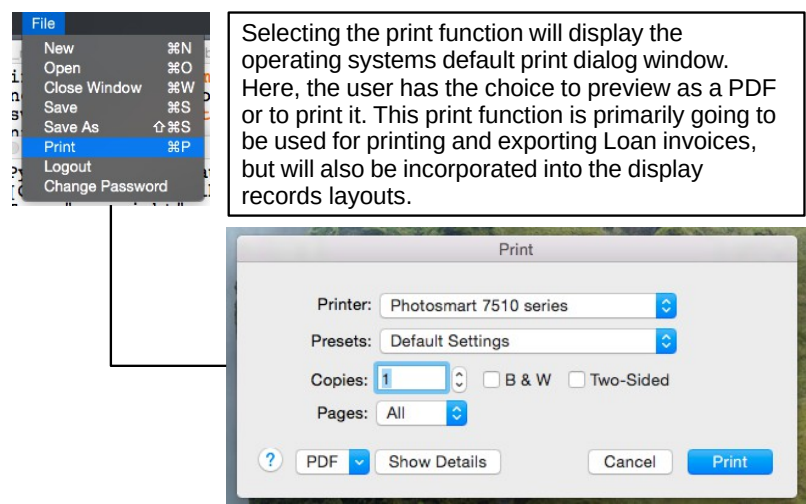 File
New ⌘N
Open ⌘O
Close Window ⌘W
Save ⌘S
Save As ⇧⌘S
Print ⌘P
Logout
Change Password
Selecting the print function will display the
operating systems default print dialog window.
Here, the user has the choice to preview as a PDF
or to print it. This print function is primarily going to
be used for printing and exporting Loan invoices,
but will also be incorporated into the display
records layouts.
Print
Printer: Photosmart 7510 series
Presets: Default Settings
Copies: 1 B & W Two-Sided
Pages: All
? PDF Show Details Cancel Print